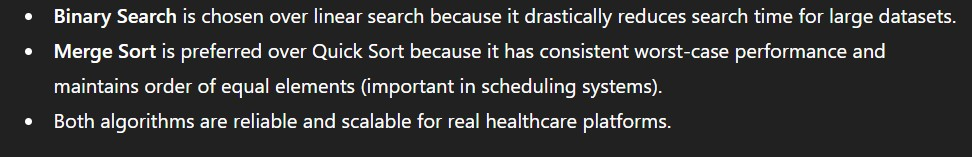 • Binary Search is chosen over linear search because it drastically reduces search time for large datasets.
• Merge Sort is preferred over Quick Sort because it has consistent worst-case performance and
maintains order of equal elements (important in scheduling systems).
• Both algorithms are reliable and scalable for real healthcare platforms.